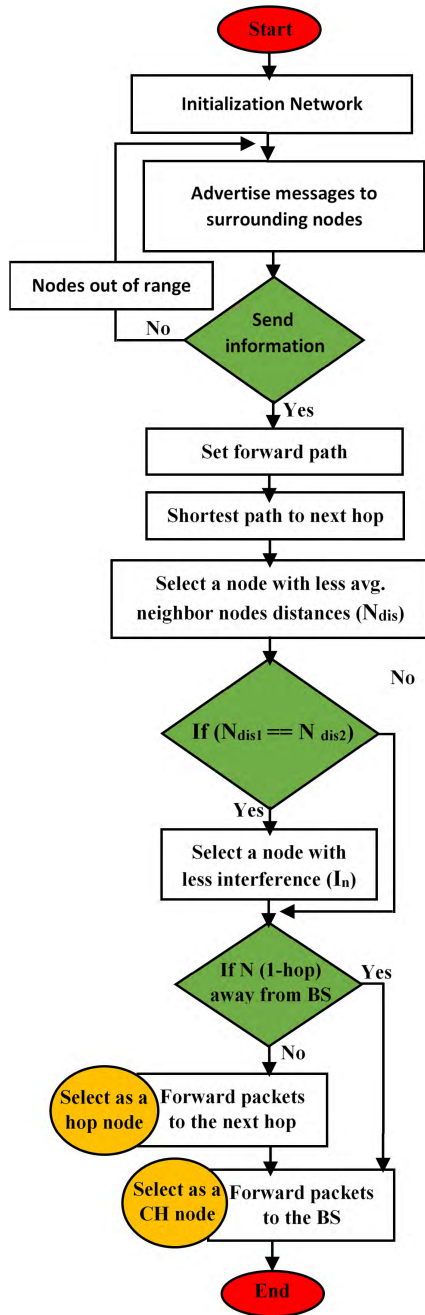 Start
Initialization Network
Advertise messages to
surrounding nodes
Nodes out of range
No
Send
information
Yes
Set forward path
Shortest path to next hop
Select a node with less avg.
neighbor nodes distances (Ndis)
No
If (Ndis1 == N dis2)
Yes
Select a node with
less interference (In)
If N (1-hop)
away from BS
Yes
No
Select as a
hop node
Forward packets
to the next hop
Select as a
CH node
Forward packets
to the BS
End